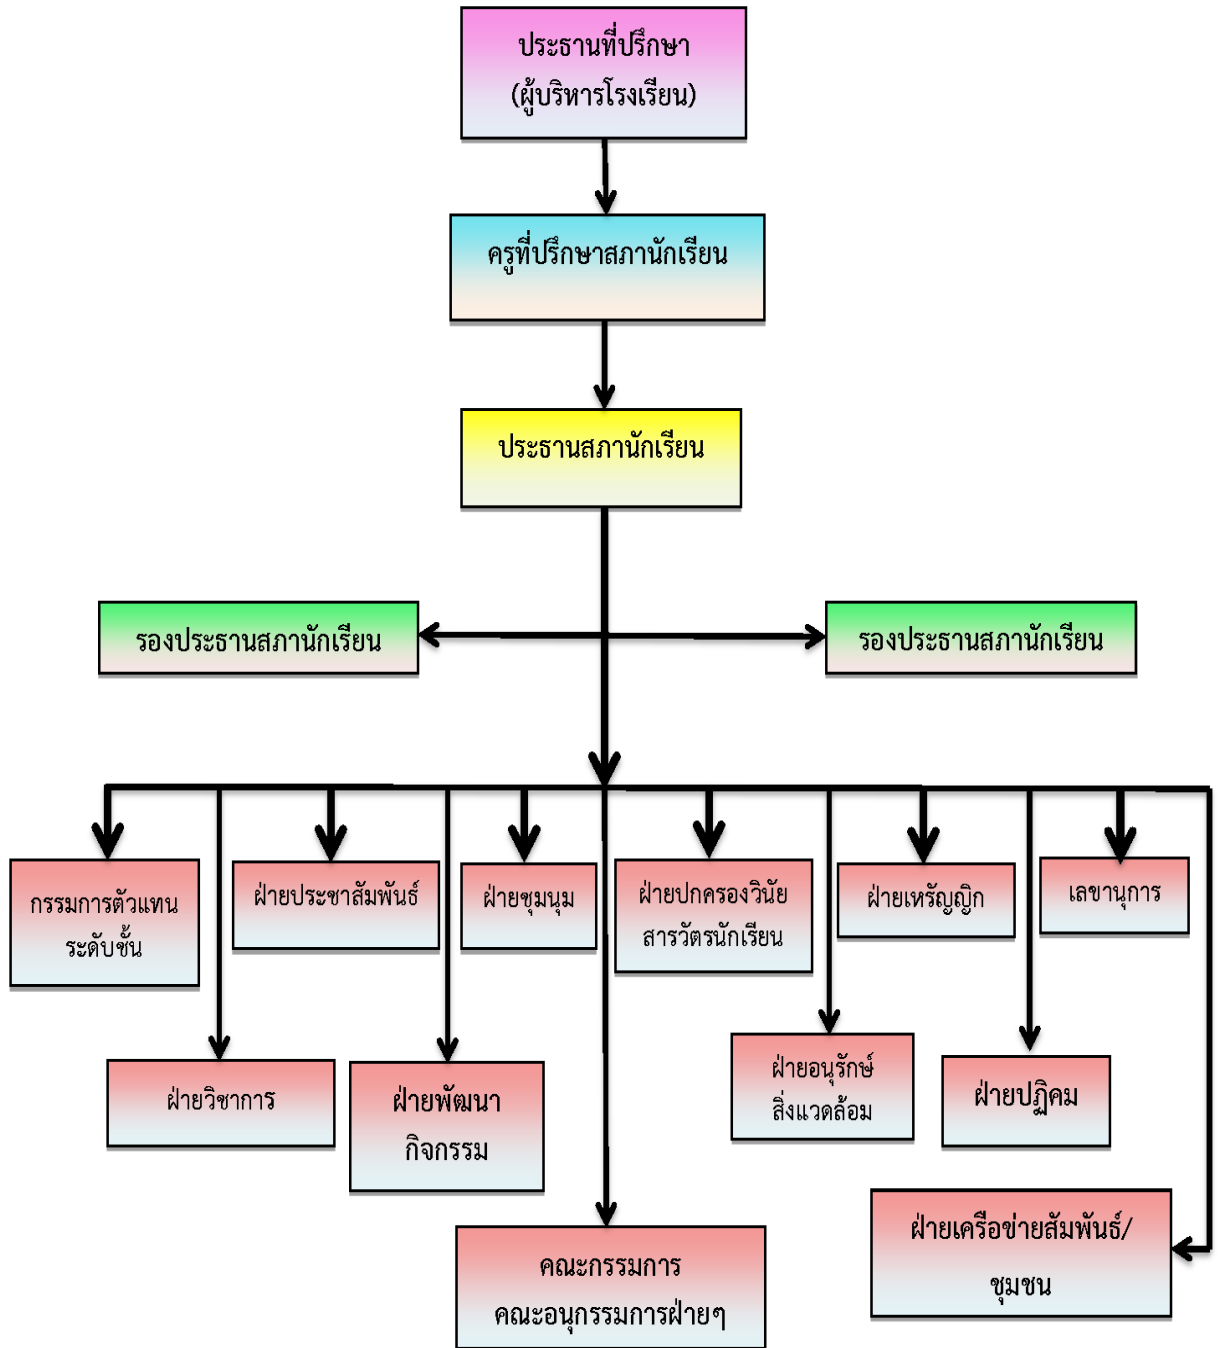 ประธานที่ปรึกษา
(ผู้บริหารโรงเรียน)
ครูที่ปรึกษาสภานักเรียน
ประธานสภานักเรียน
รองประธานสภานักเรียน
รองประธานสภานักเรียน
กรรมการตัวแทน
ระดับชั้น
ฝ่ายประชาสัมพันธ์
ฝ่ายชุมนุม
ฝ่ายปกครองวินัย
สารวัตรนักเรียน
ฝ่ายเหรัญญิก
เลขานุการ
ฝ่ายวิชาการ
ฝ่ายพัฒนา
กิจกรรม
ฝ่ายอนุรักษ์
สิ่งแวดล้อม
ฝ่ายปฏิคม
คณะกรรมการ
คณะอนุกรรมการฝ่ายๆ
ฝ่ายเครือข่ายสัมพันธ์/
ชุมชน